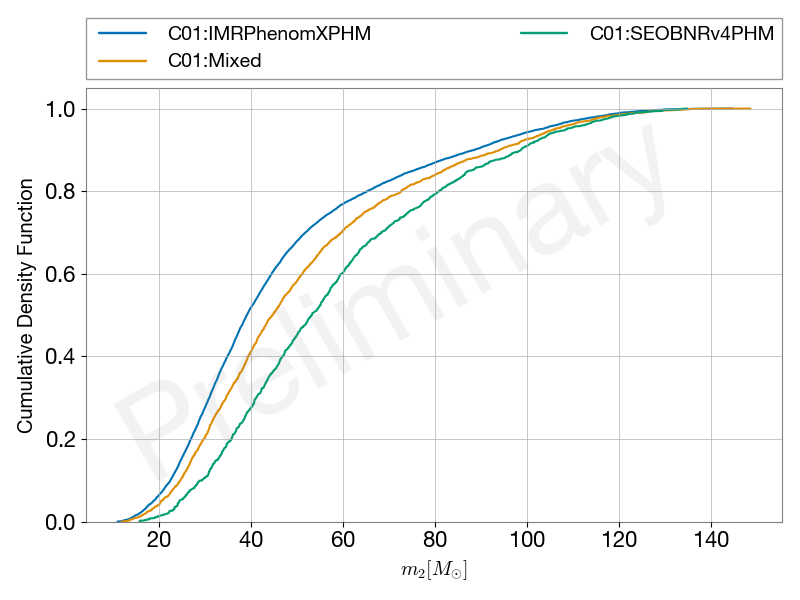 C01:IMRPhenomXPHM
C01:Mixed
C01:SEOBNRv4PHM
Cumulative Density Function
1.0
0.8
0.6
0.4
0.2
0.0
Preliminary
20 40 60 80 100 120 140
m₂[M☉]